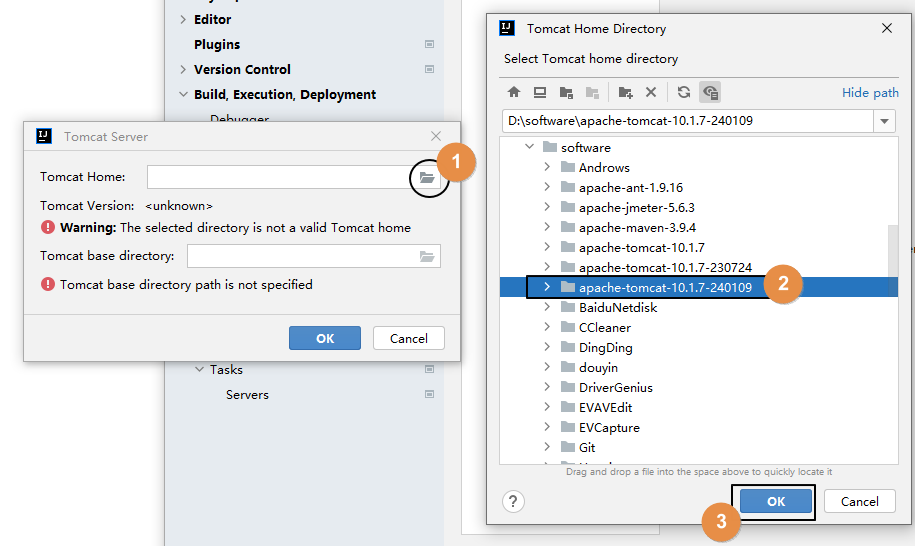 Editor
Plugins
Version Control
Build, Execution, Deployment
Debugger
Tomcat Server
1
Tomcat Home:
Tomcat Version: <unknown>
Warning: The selected directory is not a valid Tomcat home
Tomcat base directory:
Tomcat base directory path is not specified
OK
Cancel
Tasks
Servers
Tomcat Home Directory
Select Tomcat home directory
Hide path
D:\software\apache-tomcat-10.1.7-240109
software
Androws
apache-ant-1.9.16
apache-jmeter-5.6.3
apache-maven-3.9.4
apache-tomcat-10.1.7
apache-tomcat-10.1.7-230724
apache-tomcat-10.1.7-240109
2
BaiduNetdisk
CCleaner
DingDing
douyin
DriverGenius
EVAVEdit
EVCapture
Git
Drag and drop a file into the space above to quickly locate it
?
OK
Cancel
3